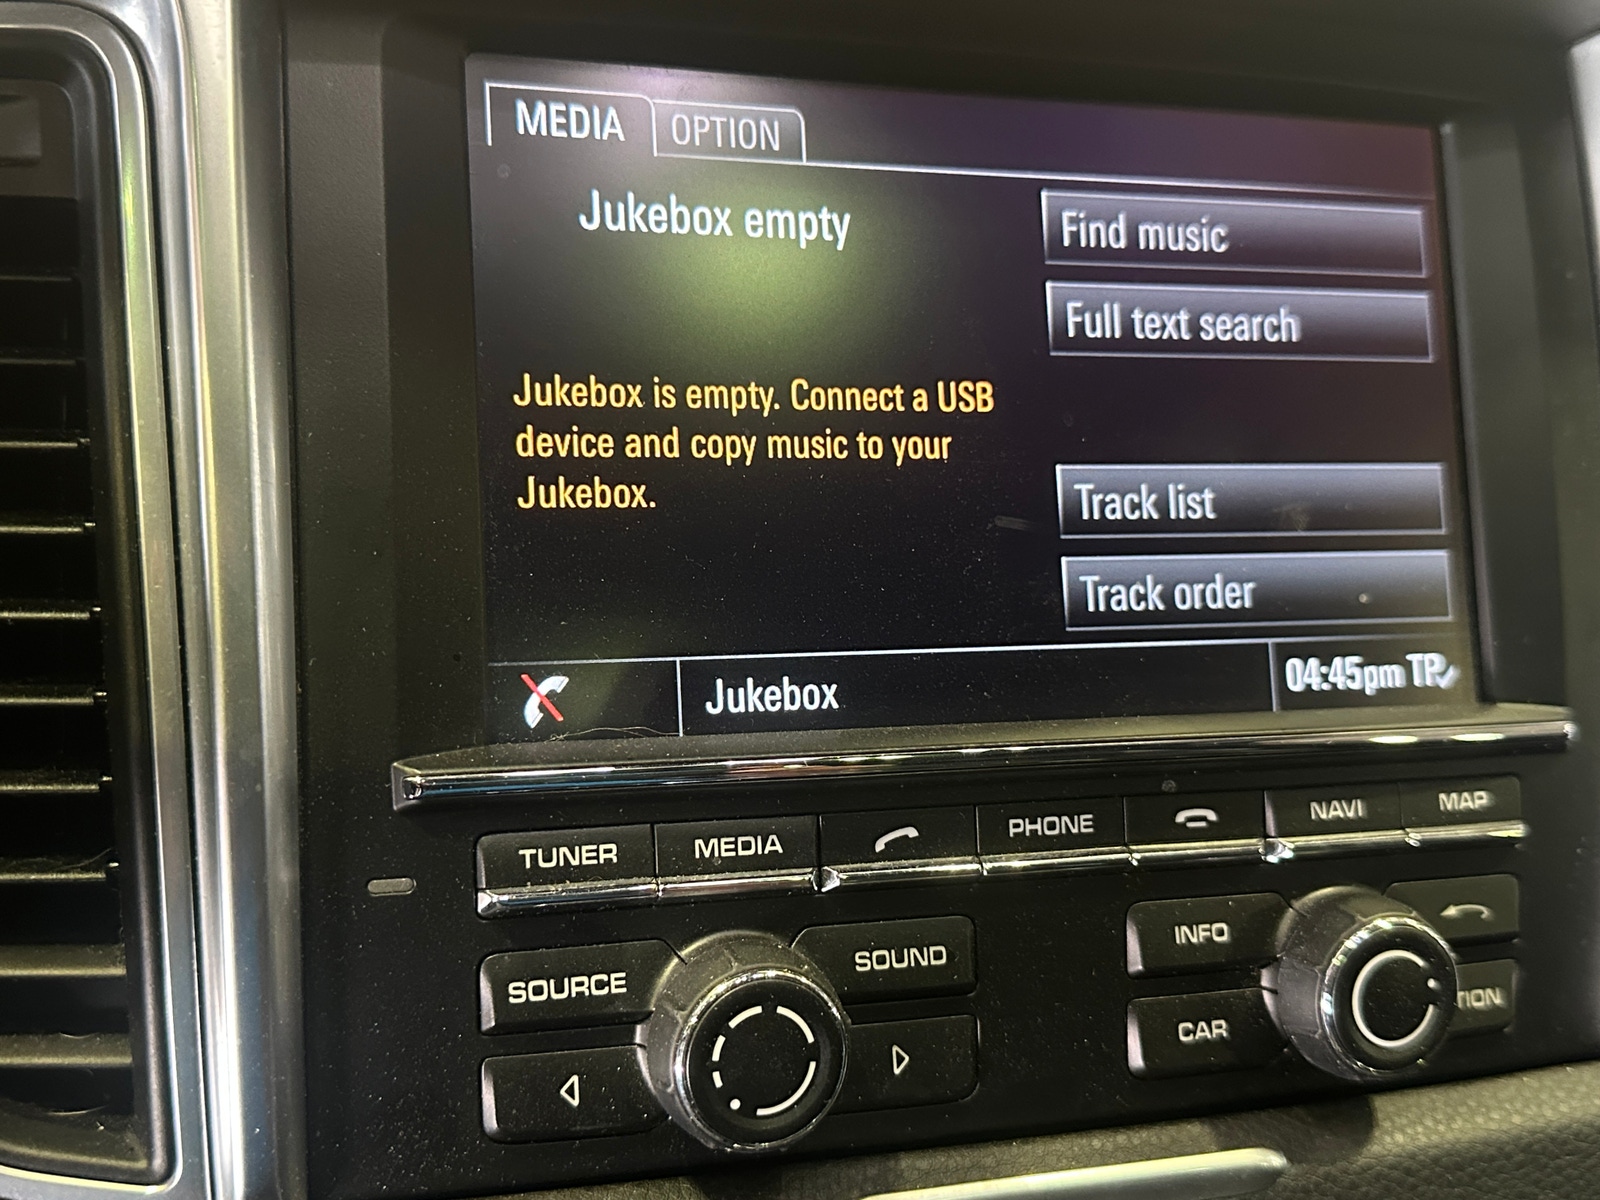 MEDIA
OPTION
Jukebox empty
Find music
Full text search
Jukebox is empty. Connect a USB
device and copy music to your
Jukebox.
Track list
Track order
Jukebox
04:45pm TP
TUNER
MEDIA
PHONE
NAVI
MAP
SOURCE
SOUND
INFO
CAR
TION